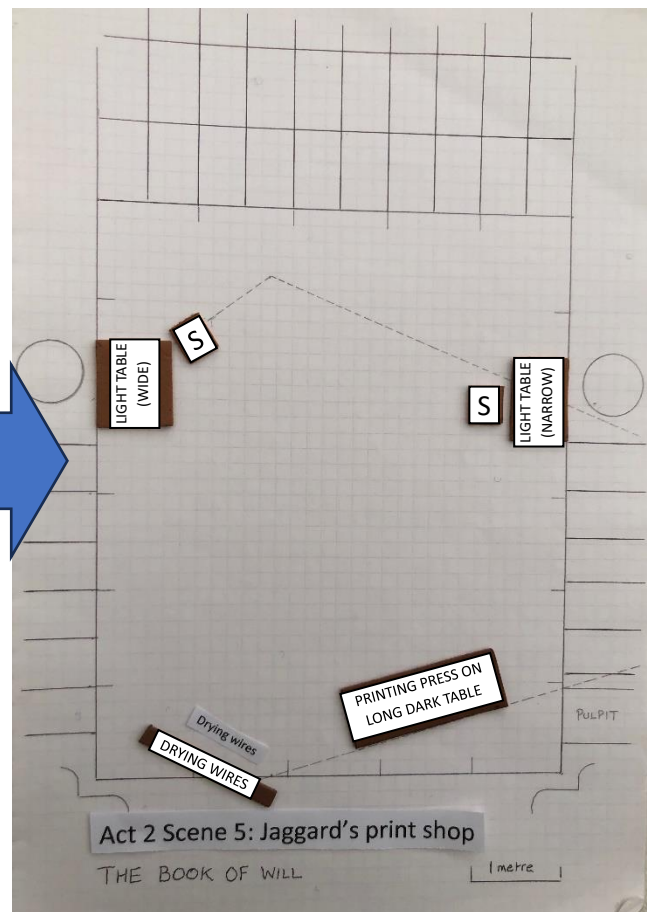 LIGHT TABLE
(WIDE)
S
S
LIGHT TABLE
(NARROW)
PRINTING PRESS ON
LONG DARK TABLE
PULPIT
Drying wires
DRYING WIRES
Act 2 Scene 5: Jaggard's print shop
THE BOOK OF WILL
1 metre